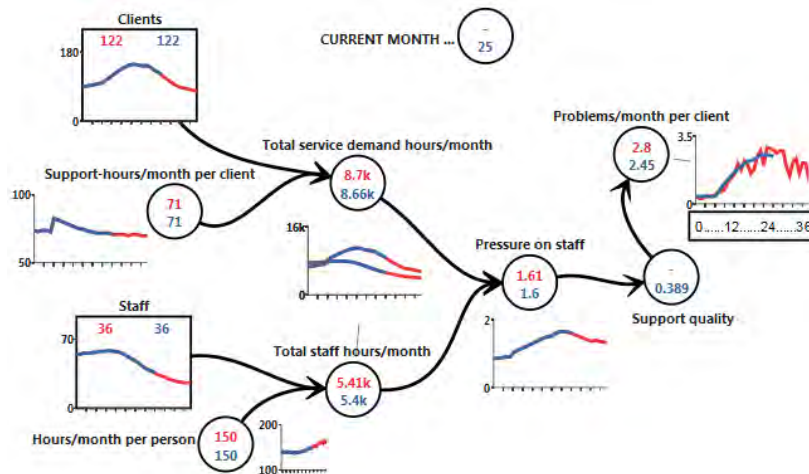 Clients
122 122
180
0
CURRENT MONTH ...
-
25
Problems/month per client
2.8
2.45
3.5
0
0.....12......24......36
Total service demand hours/month
8.7k
8.66k
Support-hours/month per client
100
50
71
71
16k
0
Pressure on staff
1.61
1.6
-
0.389
Support quality
2
0
Staff
36 36
70
0
Total staff hours/month
5.41k
5.4k
Hours/month per person
150
150
200
100